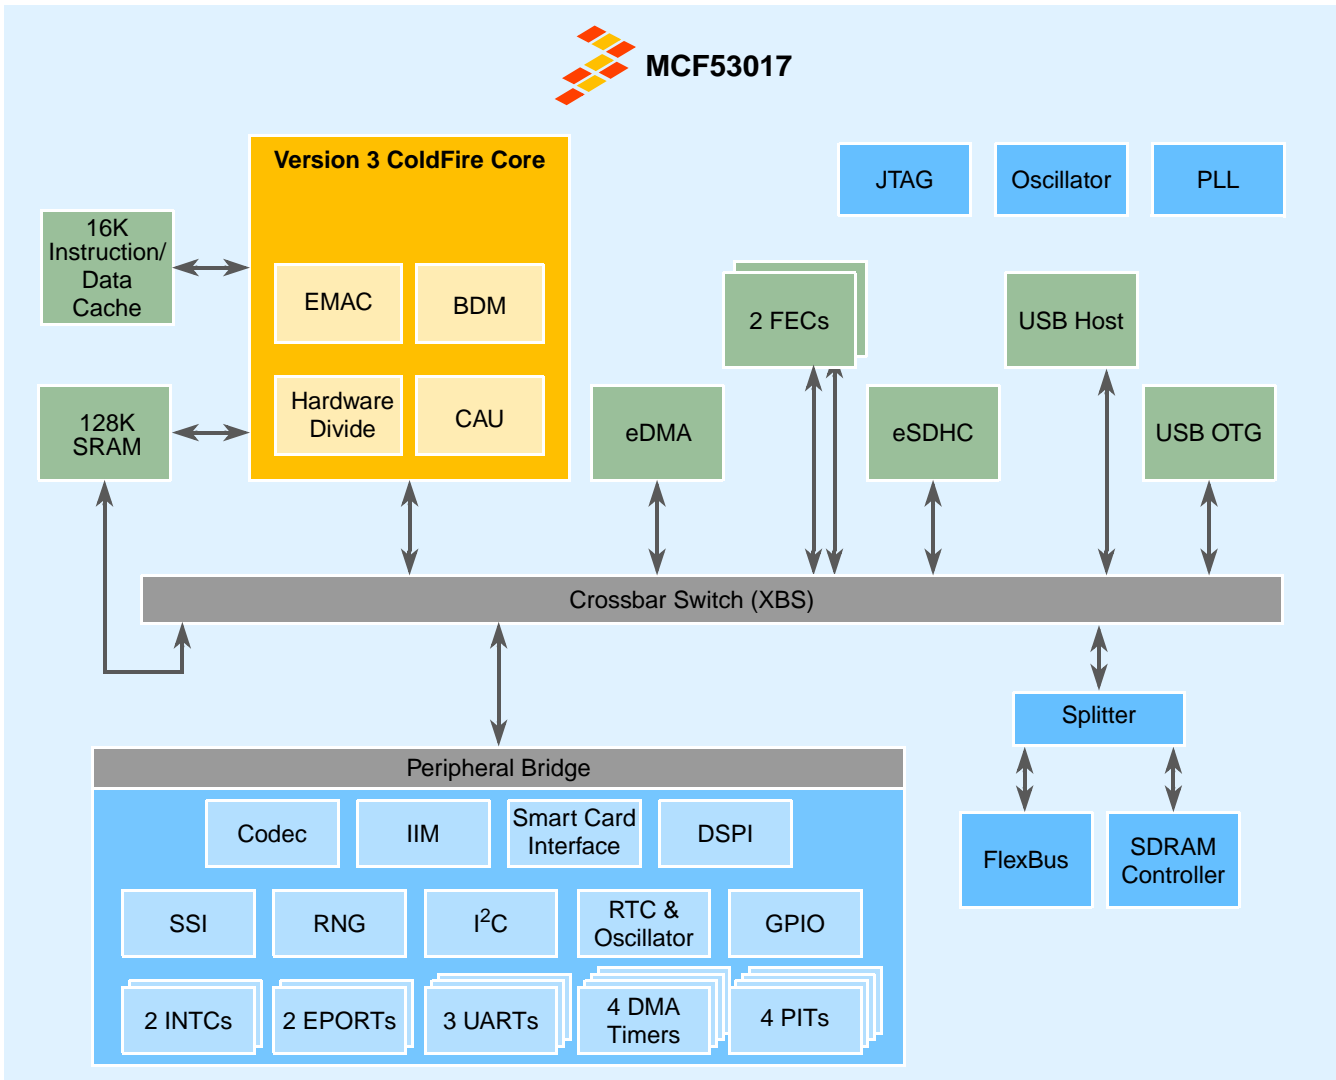 MCF53017
Version 3 ColdFire Core
JTAG
Oscillator
PLL
16K
Instruction/
Data
Cache
EMAC
BDM
2 FECs
USB Host
128K
SRAM
Hardware
Divide
CAU
eDMA
eSDHC
USB OTG
Crossbar Switch (XBS)
Splitter
Peripheral Bridge
Codec
IIM
Smart Card
Interface
DSPI
FlexBus
SDRAM
Controller
SSI
RNG
I²C
RTC &
Oscillator
GPIO
2 INTCs
2 EPORTs
3 UARTs
4 DMA
Timers
4 PITs